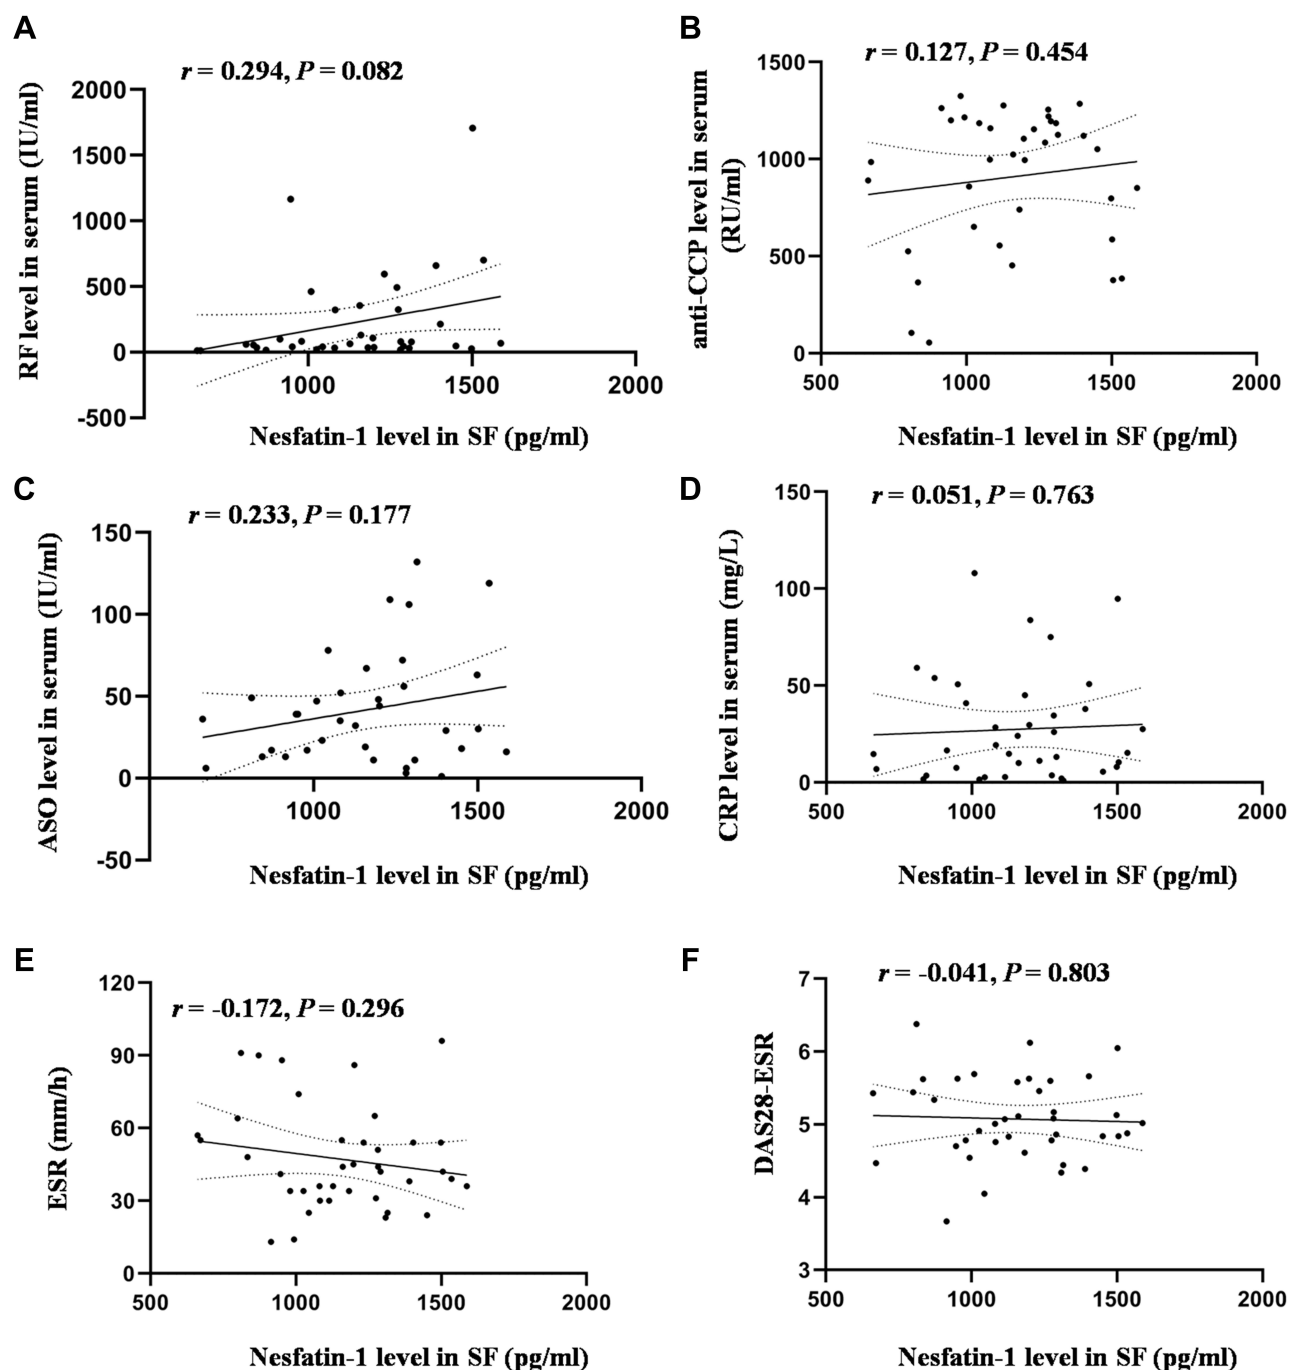 A
r = 0.294, P = 0.082
RF level in serum (IU/ml)
2000
1500
1000
500
0
-500
1000
1500
2000
Nesfatin-1 level in SF (pg/ml)
B
r = 0.127, P = 0.454
anti-CCP level in serum
(RU/ml)
1500
1000
500
0
500
1000
1500
2000
Nesfatin-1 level in SF (pg/ml)
C
r = 0.233, P = 0.177
ASO level in serum (IU/ml)
150
100
50
0
-50
1000
1500
2000
Nesfatin-1 level in SF (pg/ml)
D
r = 0.051, P = 0.763
CRP level in serum (mg/L)
150
100
50
0
500
1000
1500
2000
Nesfatin-1 level in SF (pg/ml)
E
r = -0.172, P = 0.296
ESR (mm/h)
120
90
60
30
0
500
1000
1500
2000
Nesfatin-1 level in SF (pg/ml)
F
r = -0.041, P = 0.803
DAS28-ESR
7
6
5
4
3
500
1000
1500
2000
Nesfatin-1 level in SF (pg/ml)